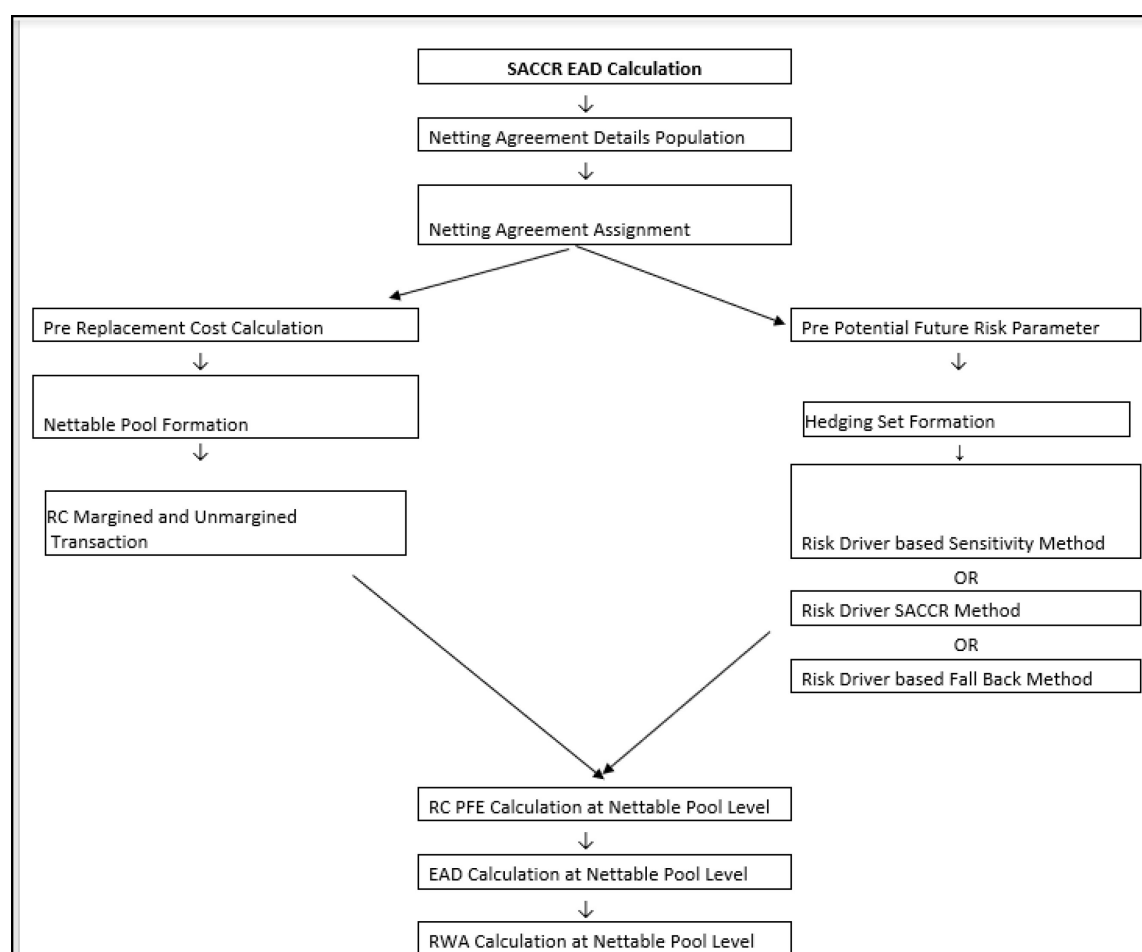 SACCR EAD Calculation
Netting Agreement Details Population
Netting Agreement Assignment
Pre Replacement Cost Calculation
Nettable Pool Formation
RC Margined and Unmargined
Transaction
Pre Potential Future Risk Parameter
Hedging Set Formation
Risk Driver based Sensitivity Method
OR
Risk Driver SACCR Method
OR
Risk Driver based Fall Back Method
RC PFE Calculation at Nettable Pool Level
EAD Calculation at Nettable Pool Level
RWA Calculation at Nettable Pool Level